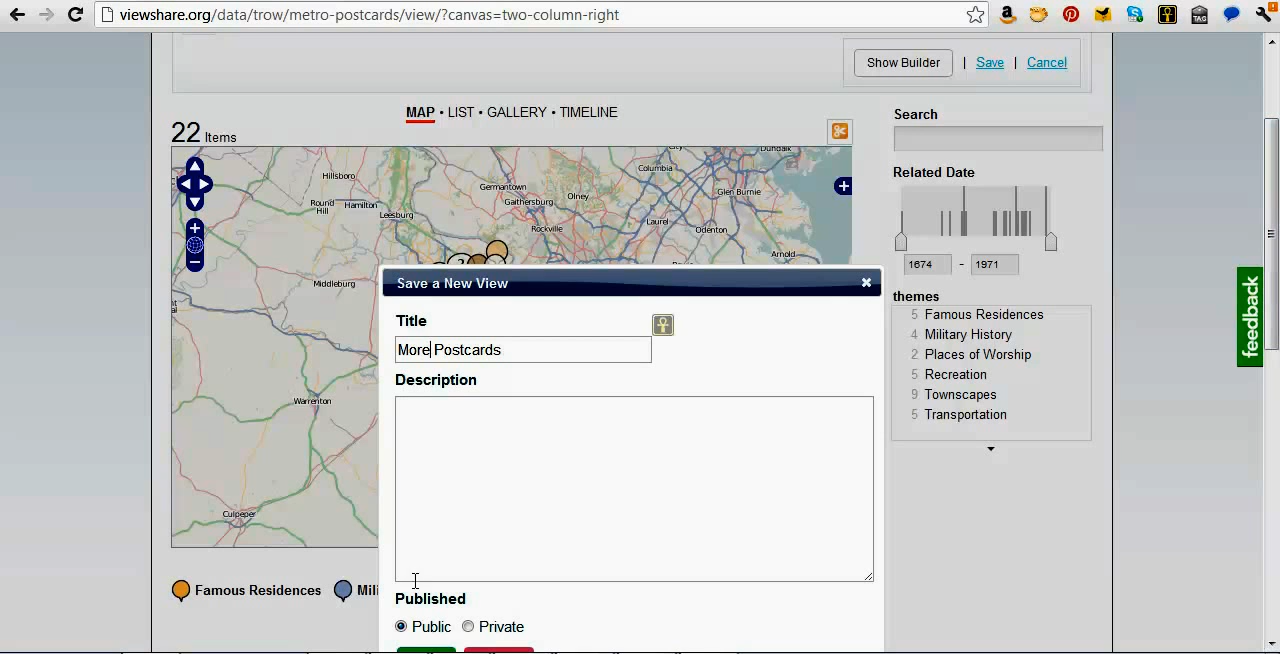 viewshare.org/data/trow/metro-postcards/view/?canvas=two-column-right
TAG
Show Builder | Save | Cancel
MAP • LIST • GALLERY • TIMELINE
22 Items
Search
Related Date
1674 - 1971
themes
5 Famous Residences
4 Military History
2 Places of Worship
5 Recreation
9 Townscapes
5 Transportation
feedback
Hillsboro
Round Hill
Hamilton
Leesburg
Germantown
Gaithersburg
Olney
Rockville
Columbia
Laurel
Glen Burnie
Odenton
Dundalk
City
Arnold
Middleburg
Warrenton
Culpeper
Save a New View
Title
More Postcards
Description
Published
Public Private
Famous Residences
Mili